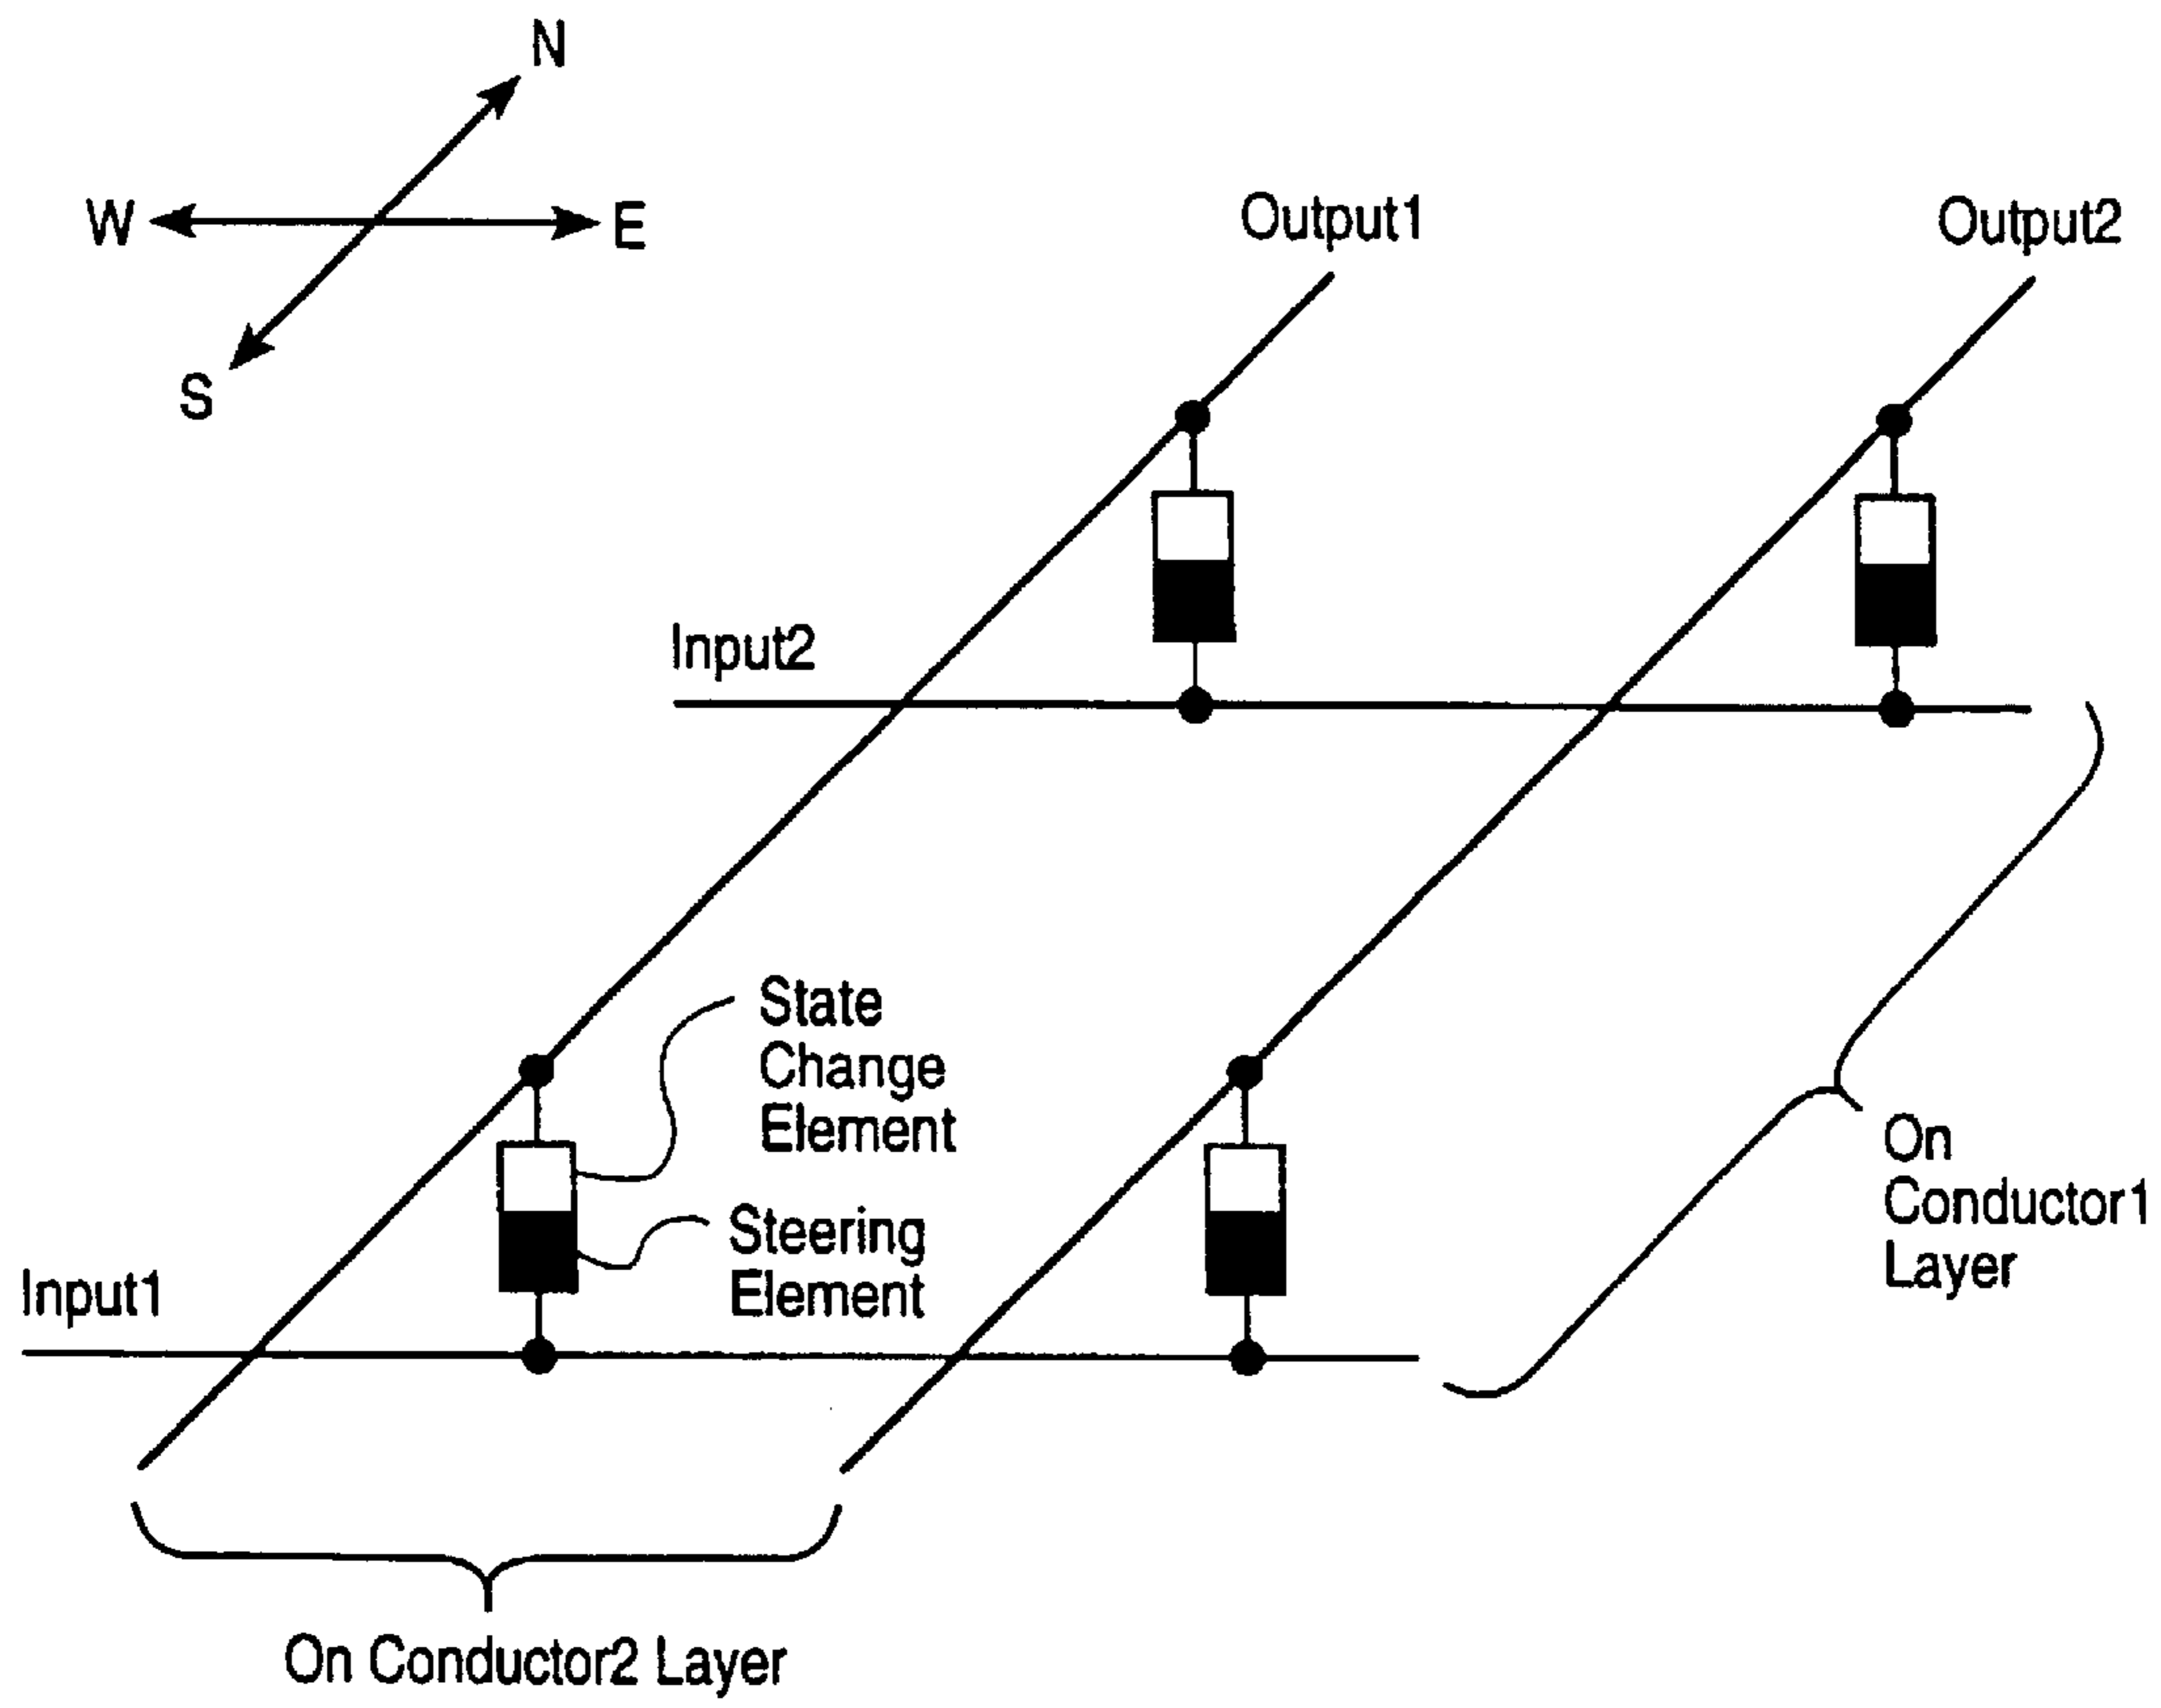 N
W
E
S
Output1
Output2
Input2
State
Change
Element
Steering
Element
On
Conductor1
Layer
Input1
On Conductor2 Layer